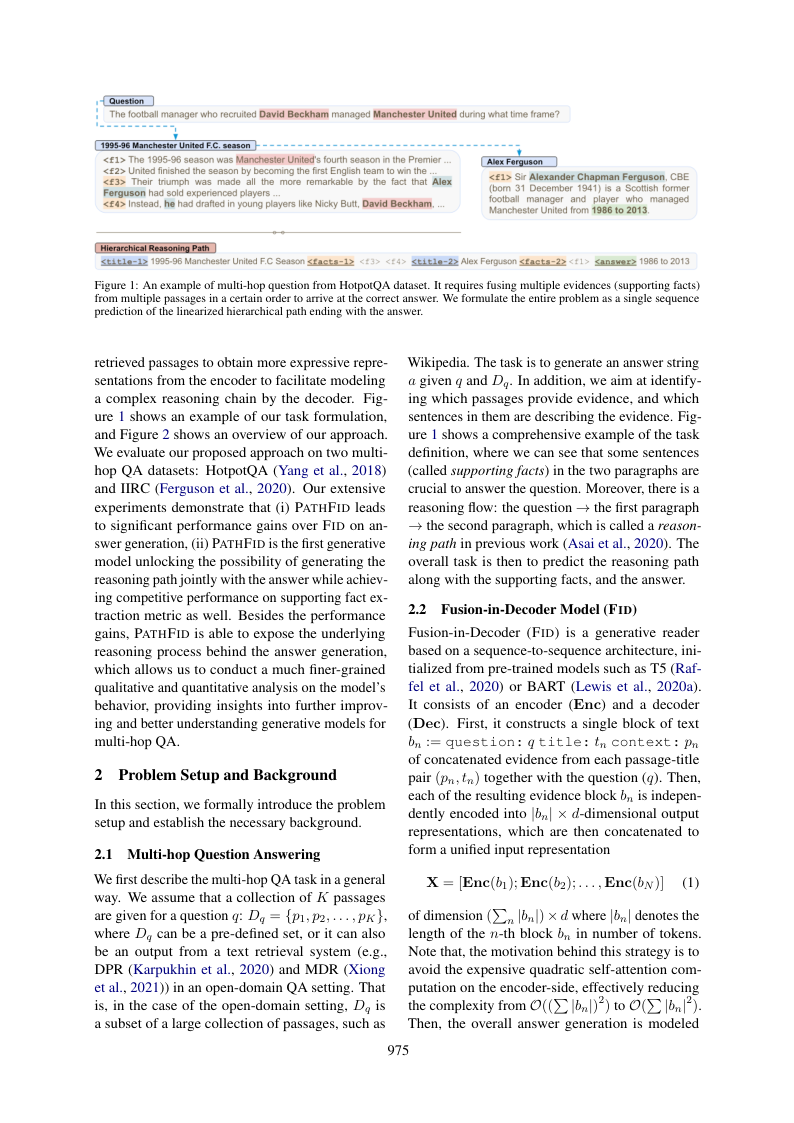 Question
The football manager who recruited David Beckham managed Manchester United during what time frame?
1995-96 Manchester United F.C. season
<f1> The 1995-96 season was Manchester United's fourth season in the Premier ...
<f2> United finished the season by becoming the first English team to win the ...
<f3> Their triumph was made all the more remarkable by the fact that Alex
Ferguson had sold experienced players ...
<f4> Instead, he had drafted in young players like Nicky Butt, David Beckham, ...
Alex Ferguson
<f1> Sir Alexander Chapman Ferguson, CBE
(born 31 December 1941) is a Scottish former
football manager and player who managed
Manchester United from 1986 to 2013.
Hierarchical Reasoning Path
<title-1> 1995-96 Manchester United F.C Season <facts-1> <f3> <f4> <title-2> Alex Ferguson <facts-2> <f1> <answer> 1986 to 2013
Figure 1: An example of multi-hop question from HotpotQA dataset. It requires fusing multiple evidences (supporting facts)
from multiple passages in a certain order to arrive at the correct answer. We formulate the entire problem as a single sequence
prediction of the linearized hierarchical path ending with the answer.
retrieved passages to obtain more expressive repre-
sentations from the encoder to facilitate modeling
a complex reasoning chain by the decoder. Fig-
ure 1 shows an example of our task formulation,
and Figure 2 shows an overview of our approach.
We evaluate our proposed approach on two multi-
hop QA datasets: HotpotQA (Yang et al., 2018)
and IIRC (Ferguson et al., 2020). Our extensive
experiments demonstrate that (i) PATHFID leads
to significant performance gains over FID on an-
swer generation, (ii) PATHFID is the first generative
model unlocking the possibility of generating the
reasoning path jointly with the answer while achiev-
ing competitive performance on supporting fact ex-
traction metric as well. Besides the performance
gains, PATHFID is able to expose the underlying
reasoning process behind the answer generation,
which allows us to conduct a much finer-grained
qualitative and quantitative analysis on the model's
behavior, providing insights into further improv-
ing and better understanding generative models for
multi-hop QA.
2 Problem Setup and Background
In this section, we formally introduce the problem
setup and establish the necessary background.
2.1 Multi-hop Question Answering
We first describe the multi-hop QA task in a general
way. We assume that a collection of K passages
are given for a question q: D_q = {p_1, p_2, . . . , p_K},
where D_q can be a pre-defined set, or it can also
be an output from a text retrieval system (e.g.,
DPR (Karpukhin et al., 2020) and MDR (Xiong
et al., 2021)) in an open-domain QA setting. That
is, in the case of the open-domain setting, D_q is
a subset of a large collection of passages, such as
Wikipedia. The task is to generate an answer string
a given q and D_q. In addition, we aim at identify-
ing which passages provide evidence, and which
sentences in them are describing the evidence. Fig-
ure 1 shows a comprehensive example of the task
definition, where we can see that some sentences
(called supporting facts) in the two paragraphs are
crucial to answer the question. Moreover, there is a
reasoning flow: the question → the first paragraph
→ the second paragraph, which is called a reason-
ing path in previous work (Asai et al., 2020). The
overall task is then to predict the reasoning path
along with the supporting facts, and the answer.
2.2 Fusion-in-Decoder Model (FID)
Fusion-in-Decoder (FID) is a generative reader
based on a sequence-to-sequence architecture, ini-
tialized from pre-trained models such as T5 (Raf-
fel et al., 2020) or BART (Lewis et al., 2020a).
It consists of an encoder (Enc) and a decoder
(Dec). First, it constructs a single block of text
b_n := question: q title: t_n context: p_n
of concatenated evidence from each passage-title
pair (p_n, t_n) together with the question (q). Then,
each of the resulting evidence block b_n is indepen-
dently encoded into |b_n| × d-dimensional output
representations, which are then concatenated to
form a unified input representation
X = [Enc(b_1); Enc(b_2); . . . , Enc(b_N)] (1)
of dimension (∑_n |b_n|) × d where |b_n| denotes the
length of the n-th block b_n in number of tokens.
Note that, the motivation behind this strategy is to
avoid the expensive quadratic self-attention com-
putation on the encoder-side, effectively reducing
the complexity from O((∑ |b_n|)^2) to O(∑ |b_n|^2).
Then, the overall answer generation is modeled
975